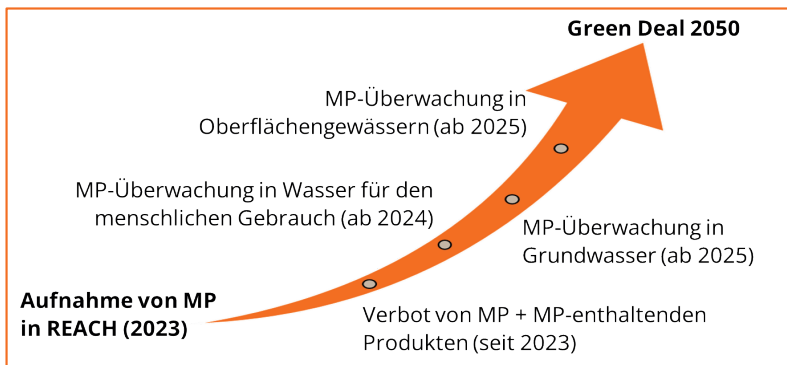 Green Deal 2050
MP-Überwachung in
Oberflächengewässern (ab 2025)
MP-Überwachung in Wasser für den
menschlichen Gebrauch (ab 2024)
MP-Überwachung in
Grundwasser (ab 2025)
Aufnahme von MP
in REACH (2023)
Verbot von MP + MP-enthaltenden
Produkten (seit 2023)